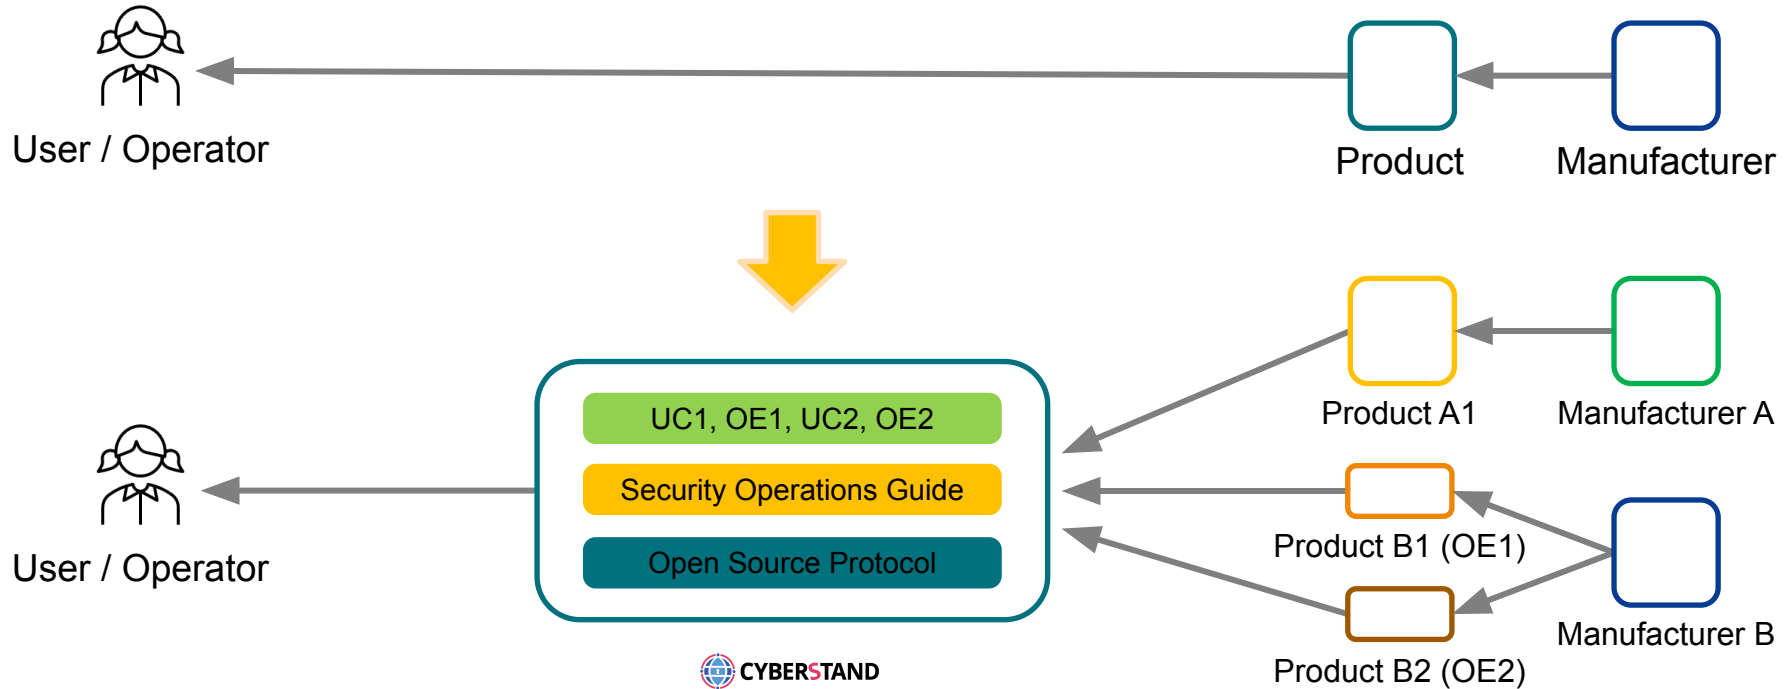 User / Operator
Product
Manufacturer
UC1, OE1, UC2, OE2
Security Operations Guide
Open Source Protocol
User / Operator
Product A1
Manufacturer A
Product B1 (OE1)
Product B2 (OE2)
Manufacturer B
CYBERSTAND